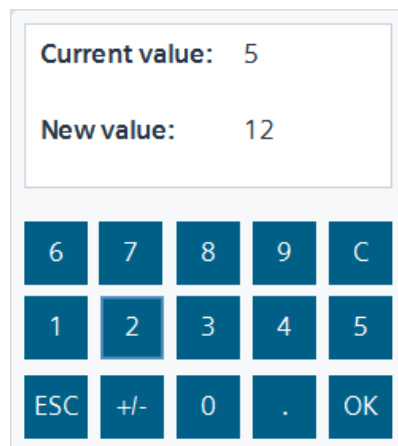 Current value: 5
New value: 12
6 7 8 9 C
1 2 3 4 5
ESC +/- 0 . OK